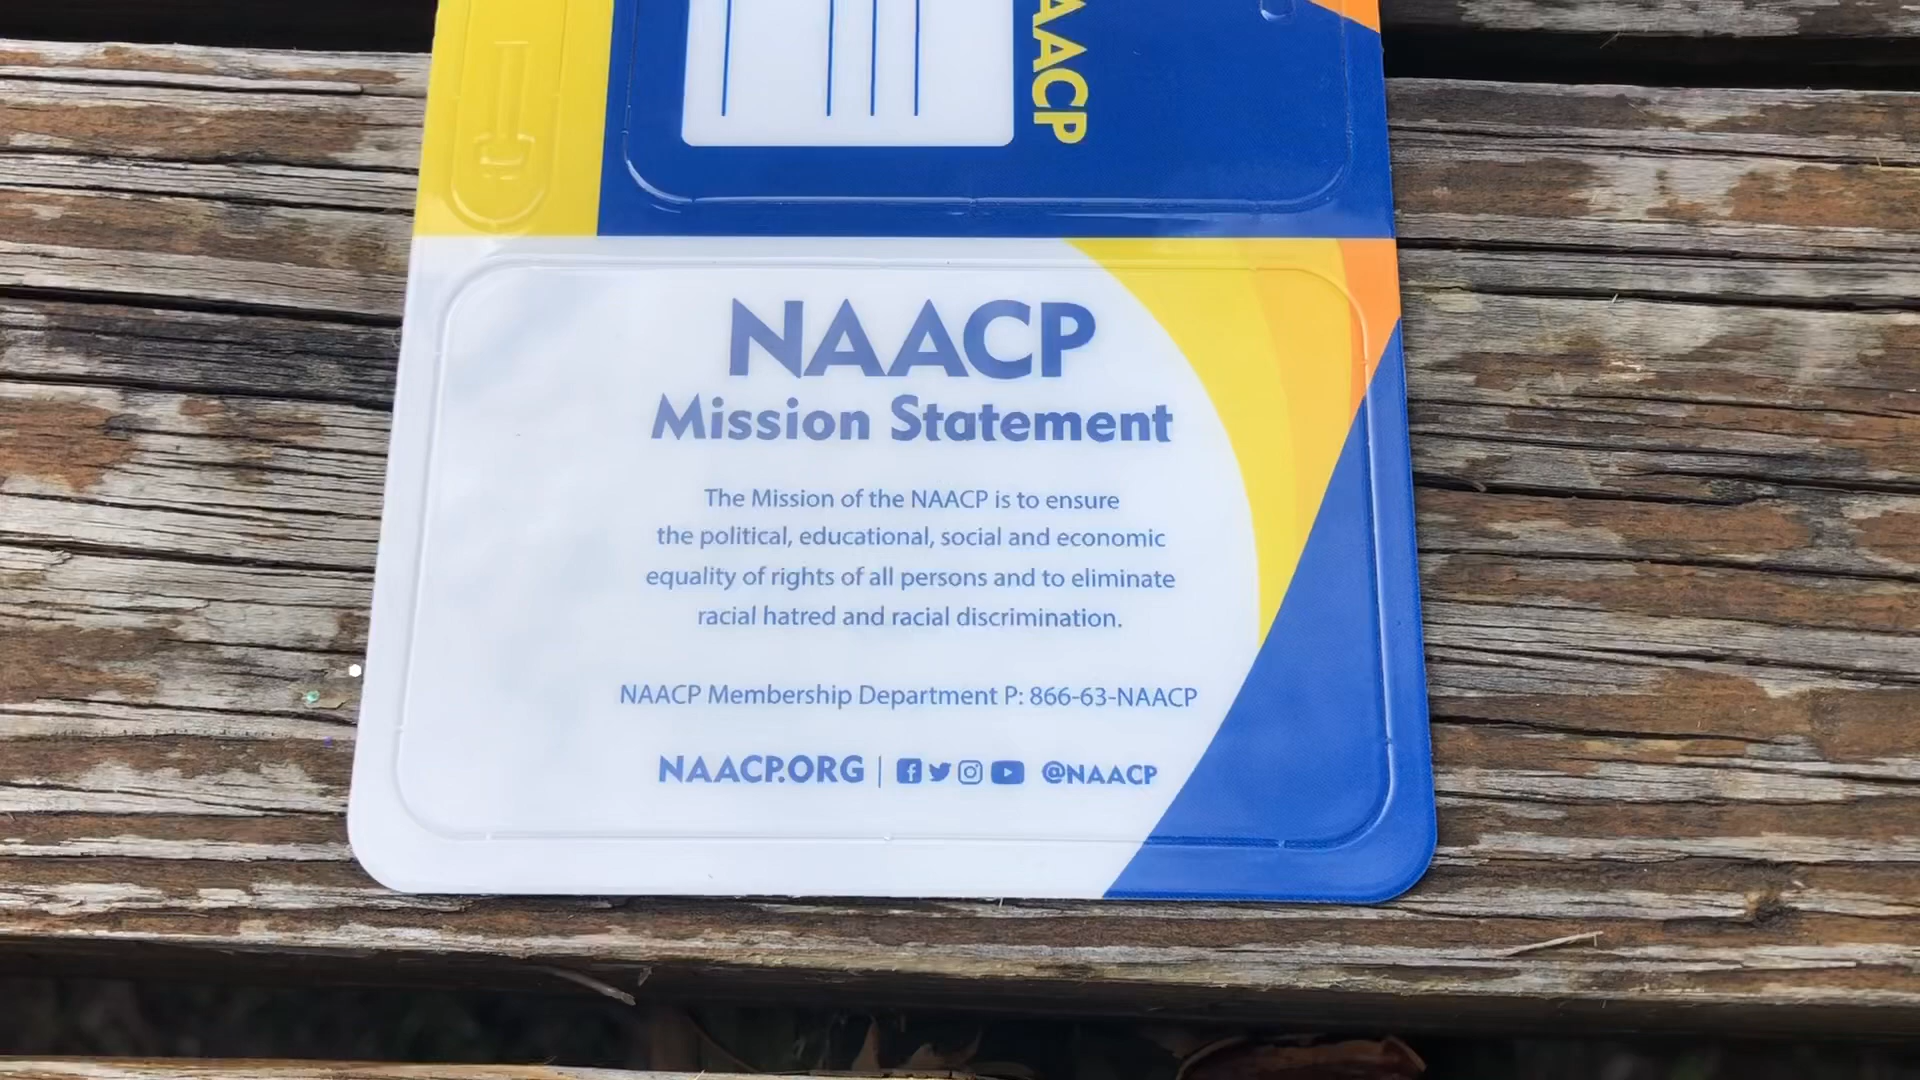 AACP
NAACP
Mission Statement
The Mission of the NAACP is to ensure
the political, educational, social and economic
equality of rights of all persons and to eliminate
racial hatred and racial discrimination.
NAACP Membership Department P: 866-63-NAACP
NAACP.ORG | @NAACP